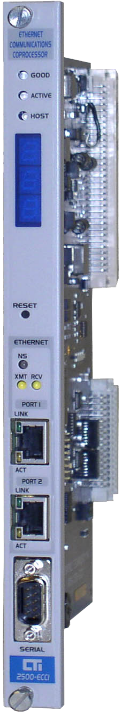 ETHERNET
COMMUNICATIONS
COPROCESSOR
GOOD
ACTIVE
HOST
RESET
ETHERNET
NS
XMT RCV
PORT 1
LINK
ACT
PORT 2
LINK
ACT
SERIAL
CTI
2500-ECC1